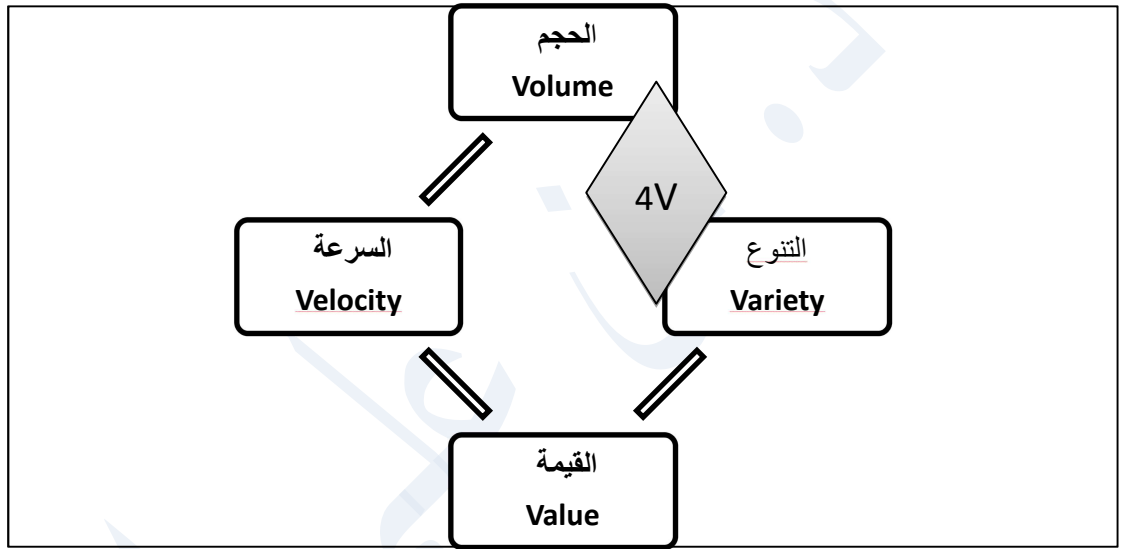 الحجم
Volume
4V
السرعة
Velocity
التنوع
Variety
القيمة
Value